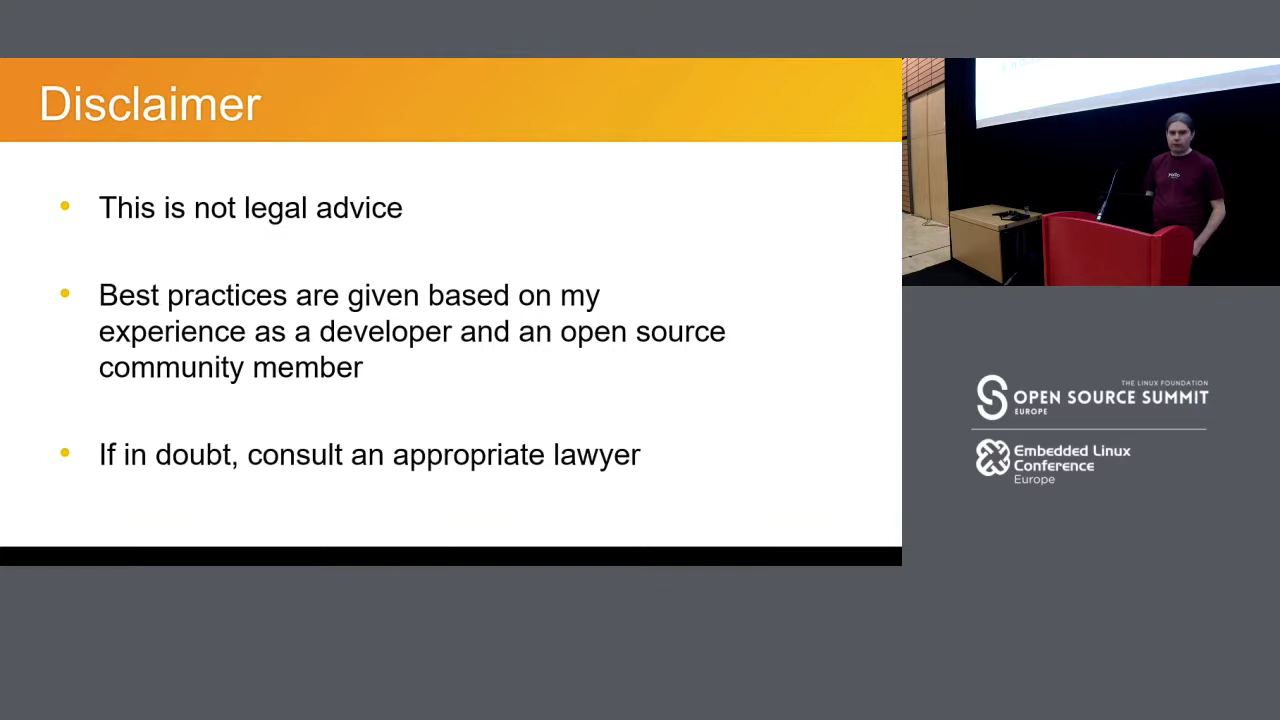 Disclaimer
This is not legal advice
Best practices are given based on my
experience as a developer and an open source
community member
If in doubt, consult an appropriate lawyer
THE LINUX FOUNDATION
OPEN SOURCE SUMMIT
EUROPE
Embedded Linux
Conference
Europe